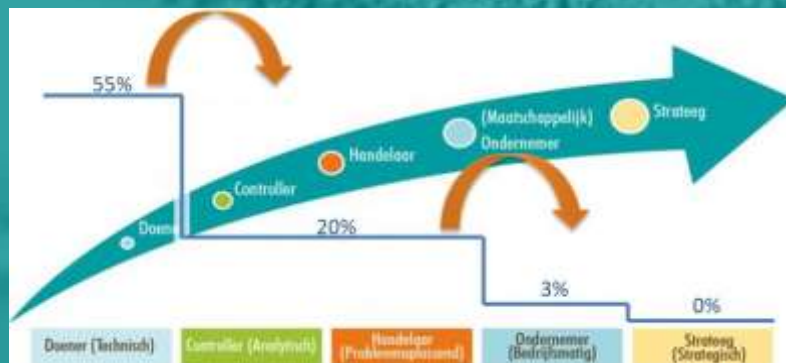 55%
(Maatschappelijk)
Ondernemer
Strateeg
Handelaar
Controller
Doener
20%
3%
0%
Doener (Technisch)
Controller (Analytisch)
Handelaar
(Probleemoplossend)
Ondernemer
(Bedrijfsmatig)
Strateeg
(Strategisch)